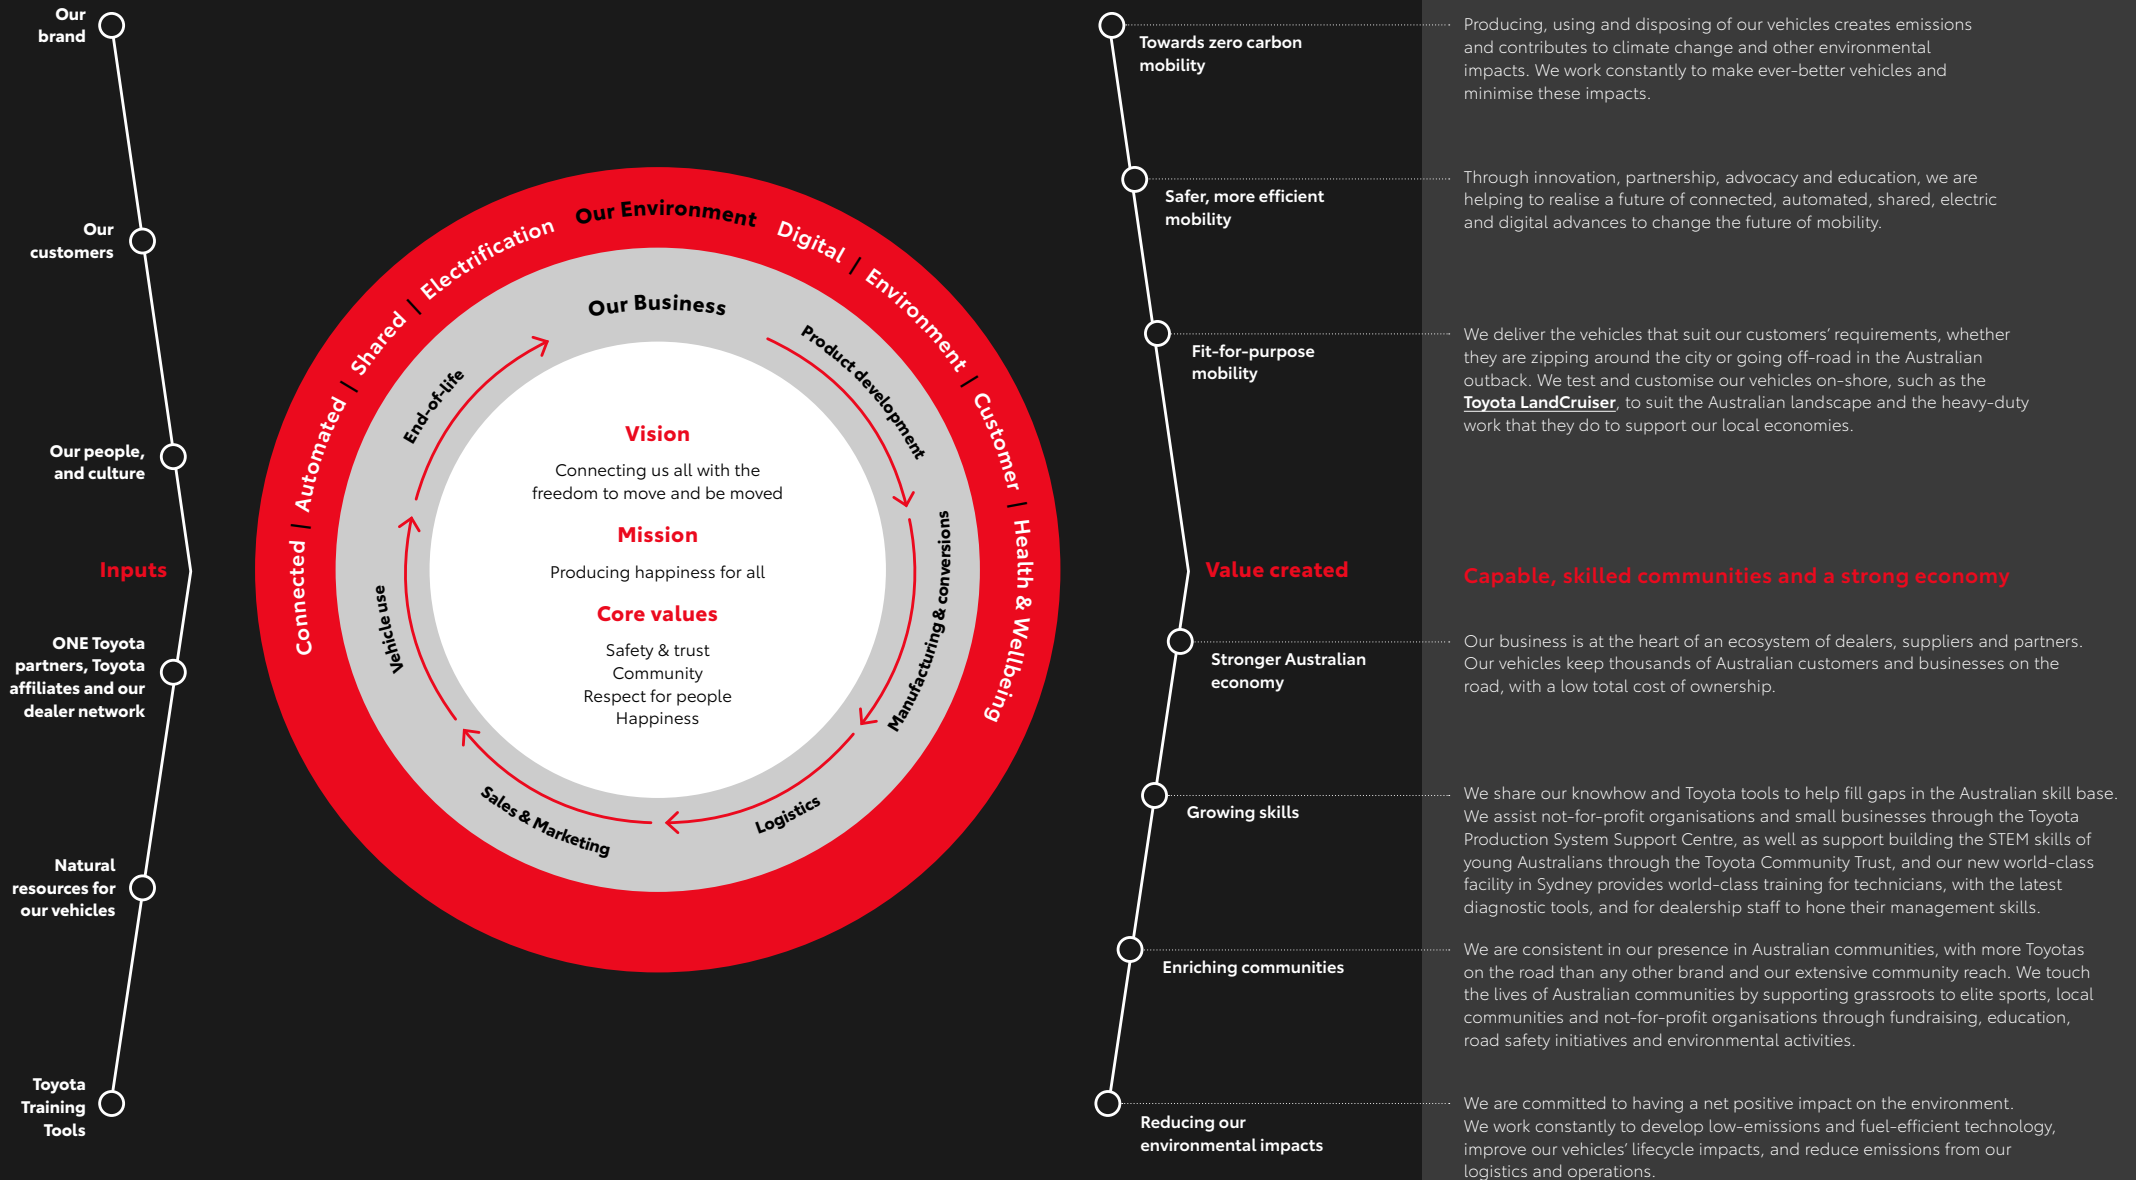 Our
brand
Our
customers
Our people,
and culture
Inputs
ONE Toyota
partners, Toyota
affiliates and our
dealer network
Natural
resources for
our vehicles
Toyota
Training
Tools
Our Environment
Connected | Automated | Shared | Electrification
Digital | Environment | Customer | Health & Wellbeing
Our Business
Product development
Manufacturing & conversions
Logistics
Sales & Marketing
Vehicle use
End-of-life
Vision
Connecting us all with the
freedom to move and be moved
Mission
Producing happiness for all
Core values
Safety & trust
Community
Respect for people
Happiness
Towards zero carbon
mobility
Producing, using and disposing of our vehicles creates emissions
and contributes to climate change and other environmental
impacts. We work constantly to make ever-better vehicles and
minimise these impacts.
Safer, more efficient
mobility
Through innovation, partnership, advocacy and education, we are
helping to realise a future of connected, automated, shared, electric
and digital advances to change the future of mobility.
Fit-for-purpose
mobility
We deliver the vehicles that suit our customers’ requirements, whether
they are zipping around the city or going off-road in the Australian
outback. We test and customise our vehicles on-shore, such as the
Toyota LandCruiser, to suit the Australian landscape and the heavy-duty
work that they do to support our local economies.
Value created
Capable, skilled communities and a strong economy
Stronger Australian
economy
Our business is at the heart of an ecosystem of dealers, suppliers and partners.
Our vehicles keep thousands of Australian customers and businesses on the
road, with a low total cost of ownership.
Growing skills
We share our knowhow and Toyota tools to help fill gaps in the Australian skill base.
We assist not-for-profit organisations and small businesses through the Toyota
Production System Support Centre, as well as support building the STEM skills of
young Australians through the Toyota Community Trust, and our new world-class
facility in Sydney provides world-class training for technicians, with the latest
diagnostic tools, and for dealership staff to hone their management skills.
Enriching communities
We are consistent in our presence in Australian communities, with more Toyotas
on the road than any other brand and our extensive community reach. We touch
the lives of Australian communities by supporting grassroots to elite sports, local
communities and not-for-profit organisations through fundraising, education,
road safety initiatives and environmental activities.
Reducing our
environmental impacts
We are committed to having a net positive impact on the environment.
We work constantly to develop low-emissions and fuel-efficient technology,
improve our vehicles’ lifecycle impacts, and reduce emissions from our
logistics and operations.